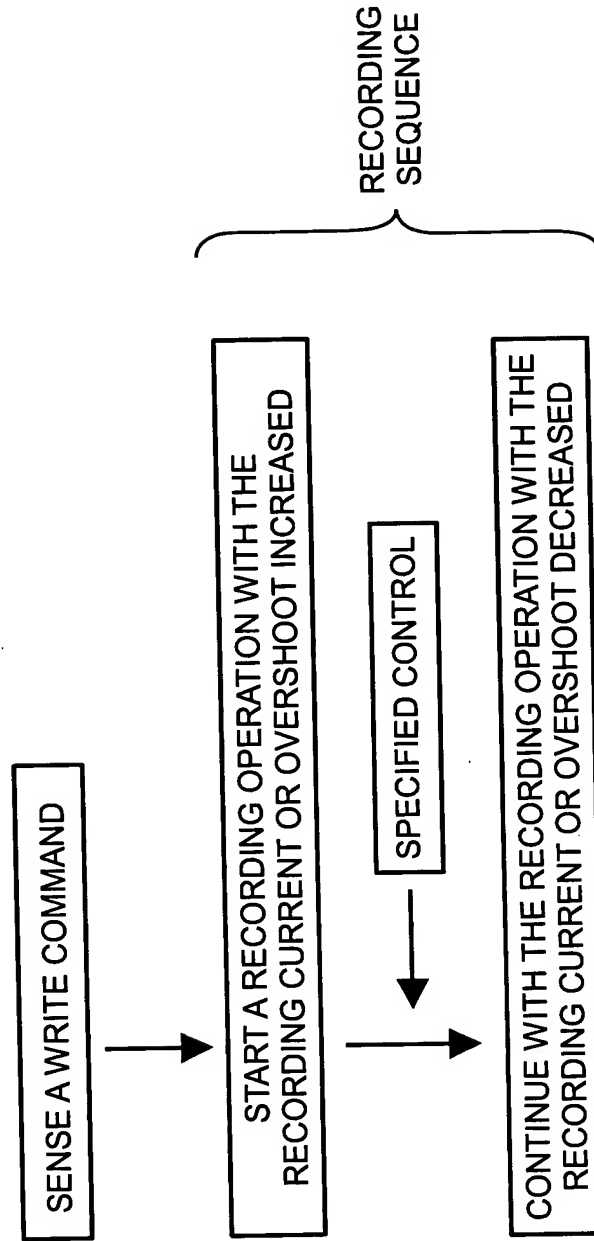 SENSE A WRITE COMMAND
START A RECORDING OPERATION WITH THE
RECORDING CURRENT OR OVERSHOOT INCREASED
SPECIFIED CONTROL
CONTINUE WITH THE RECORDING OPERATION WITH THE
RECORDING CURRENT OR OVERSHOOT DECREASED
RECORDING
SEQUENCE